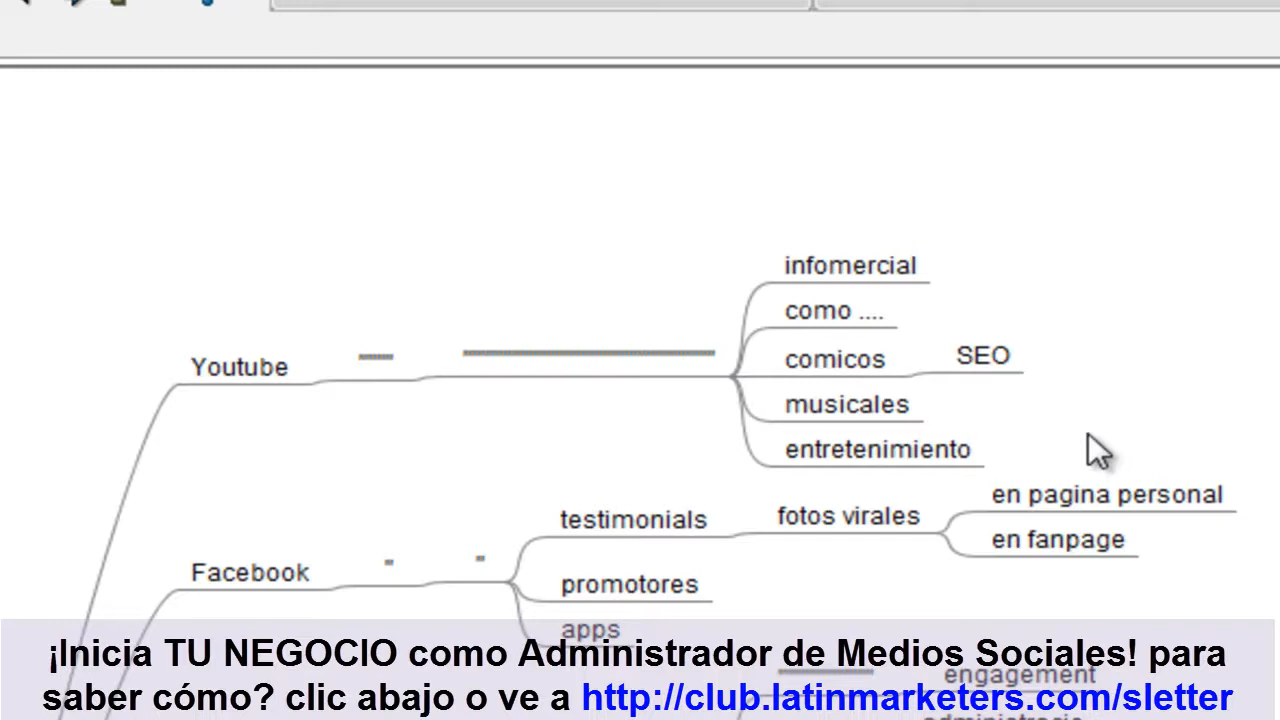 infomercial
como ....
Youtube
comicos
SEO
musicales
entretenimiento
en pagina personal
testimonials
fotos virales
en fanpage
Facebook
promotores
apps
engagement
¡Inicia TU NEGOCIO como Administrador de Medios Sociales! para
saber cómo? clic abajo o ve a http://club.latinmarketers.com/sletter